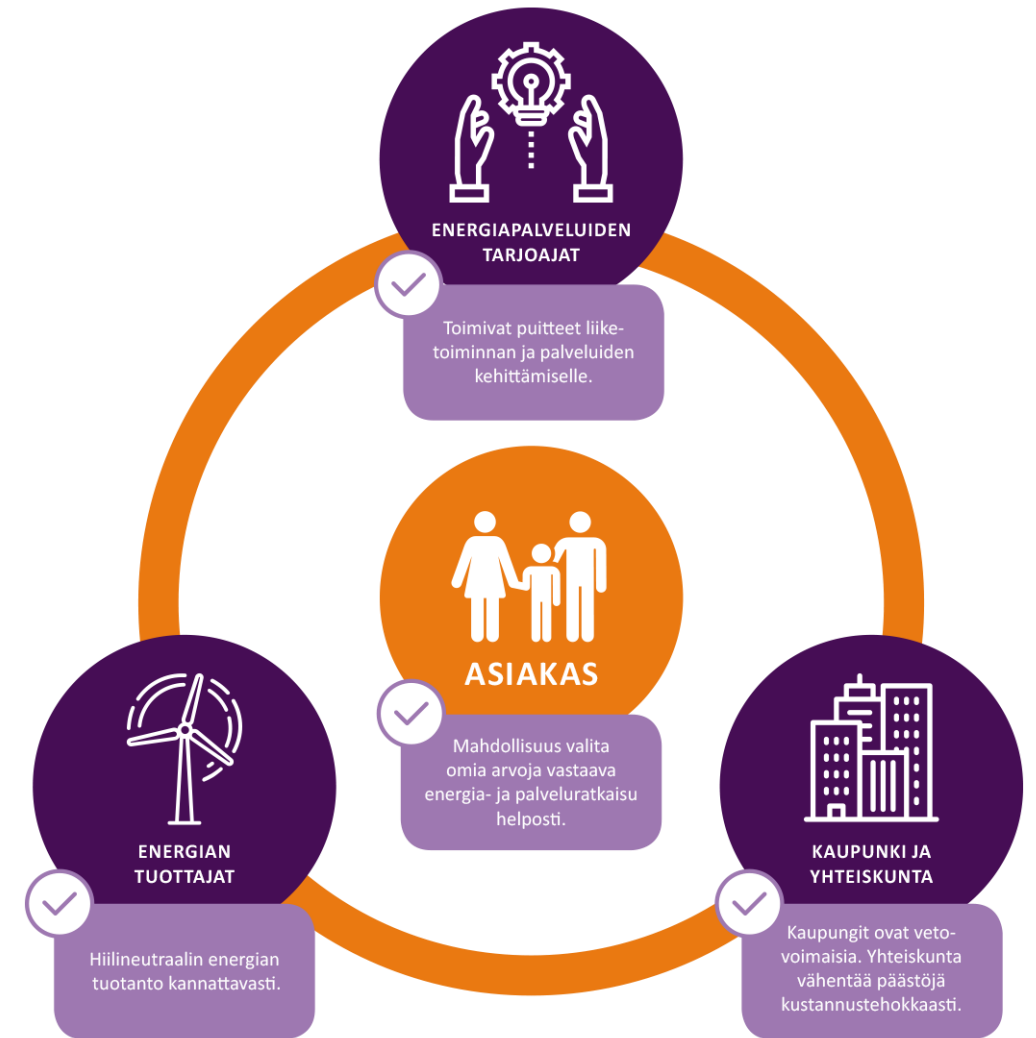 ENERGIAPALVELUIDEN
TARJOAJAT
Toimivat puitteet liike-
toiminnan ja palveluiden
kehittämiselle.
ASIAKAS
Mahdollisuus valita
omia arvoja vastaava
energia- ja palveluratkaisu
helposti.
ENERGIAN
TUOTTAJAT
Hiilineutraalin energian
tuotanto kannattavasti.
KAUPUNKI JA
YHTEISKUNTA
Kaupungit ovat veto-
voimaisia. Yhteiskunta
vähentää päästöjä
kustannustehokkaasti.